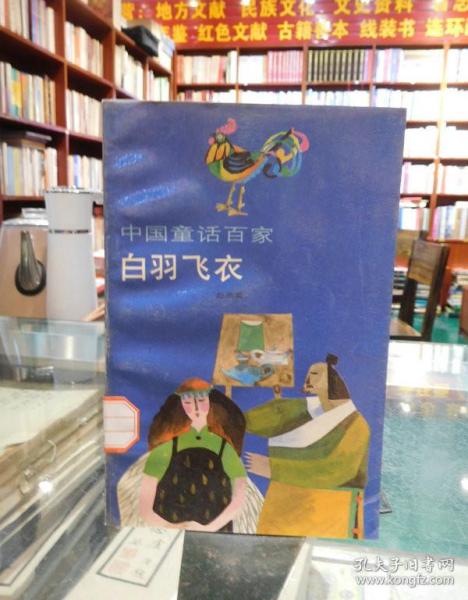 营：地方文献 民族文化 文史资料
鉴 红色文献 古籍善本 线装书 连环
中国童话百家
白羽飞衣
孔夫子旧书网
www.kongfz.com